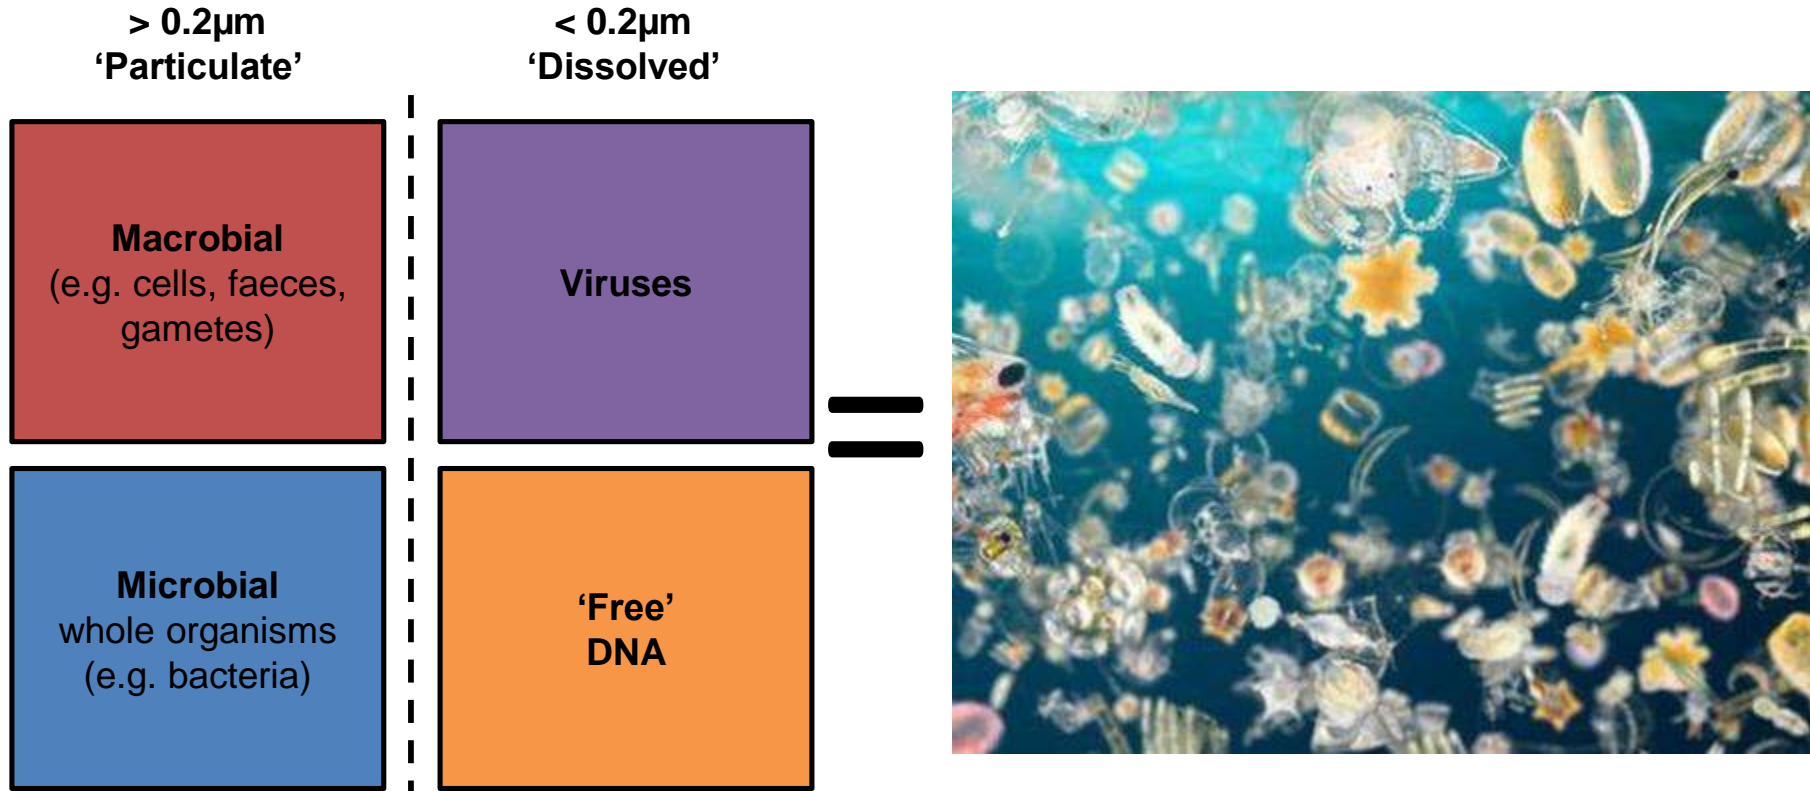 > 0.2µm
‘Particulate’
< 0.2µm
‘Dissolved’
Macrobial
(e.g. cells, faeces,
gametes)
Viruses
Microbial
whole organisms
(e.g. bacteria)
‘Free’
DNA